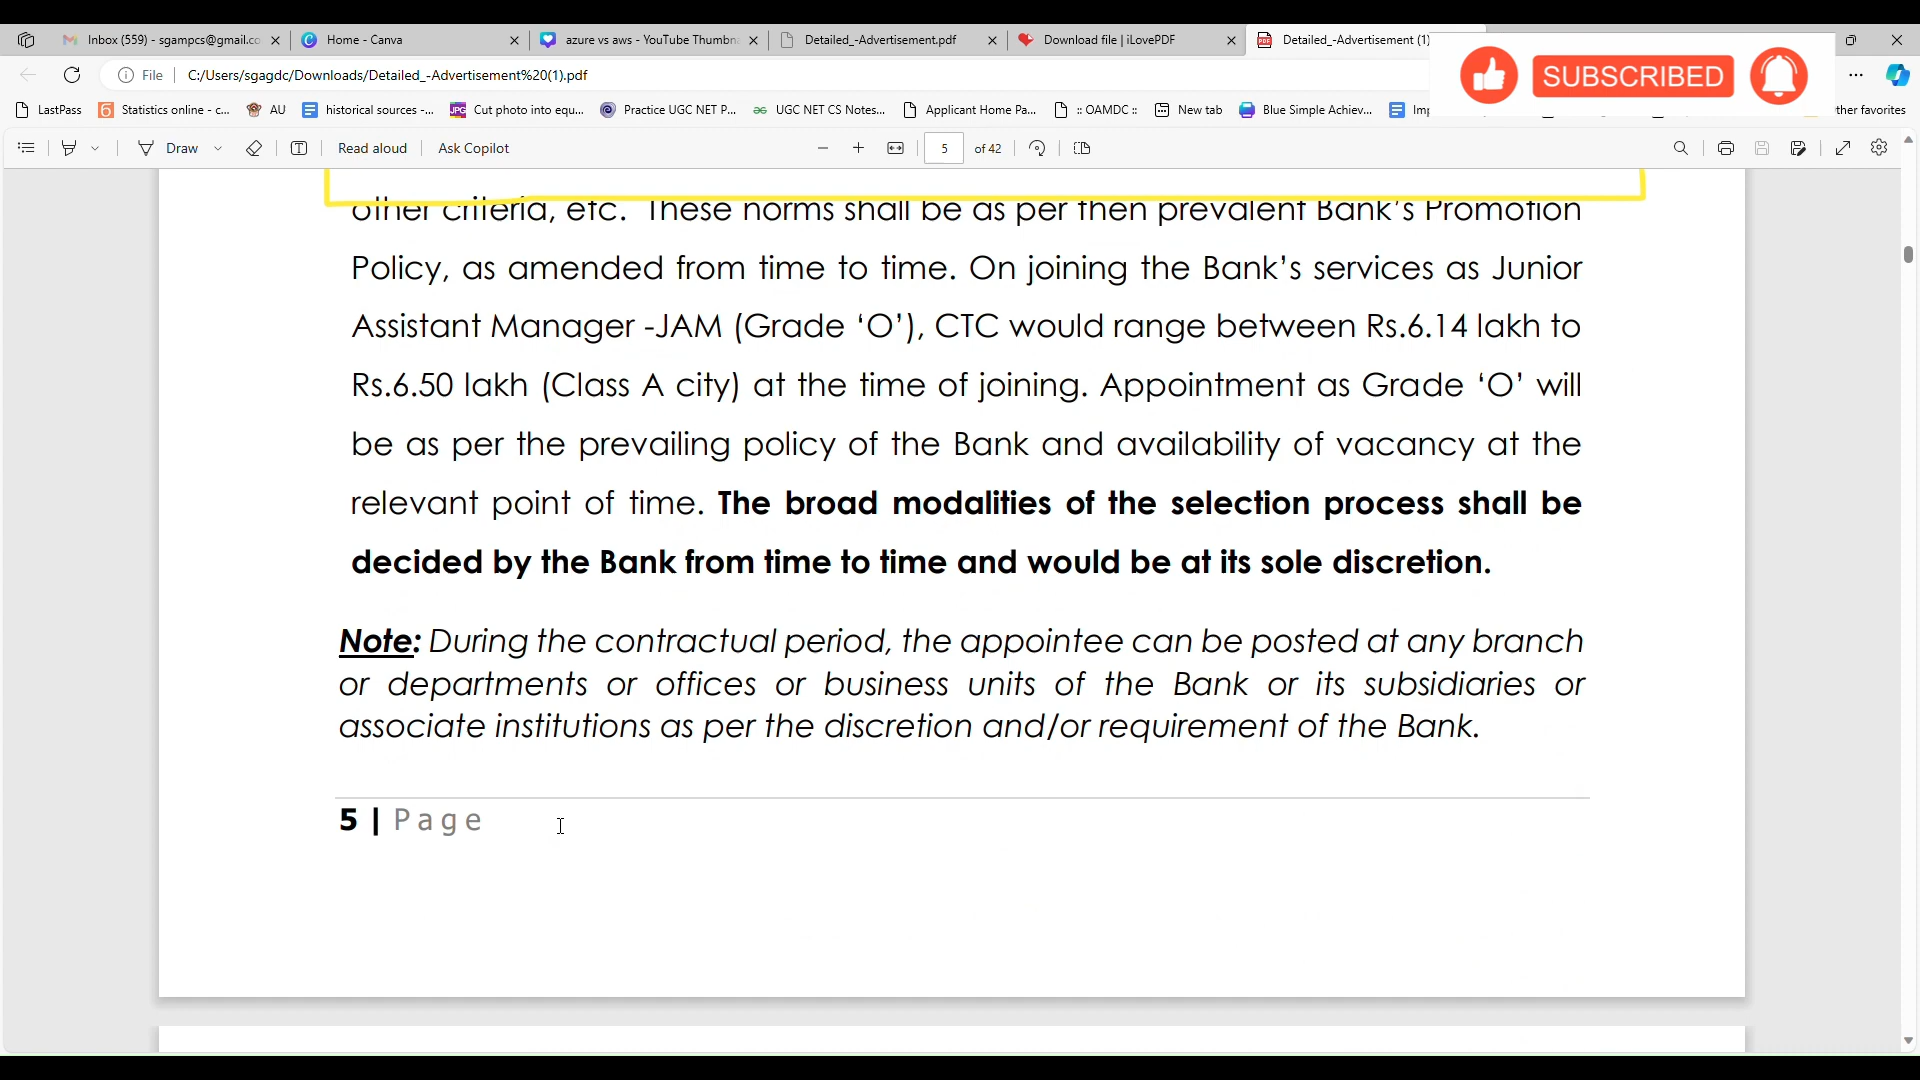 Inbox (559) - sgampcs@gmail.co
Home - Canva
azure vs aws - YouTube Thumbn
Detailed_-Advertisement.pdf
Download file | iLovePDF
Detailed_-Advertisement (1)
File
C:/Users/sgagdc/Downloads/Detailed_-Advertisement%20(1).pdf
SUBSCRIBED
LastPass
Statistics online - c...
AU
historical sources -...
Cut photo into equ...
Practice UGC NET P...
UGC NET CS Notes...
Applicant Home Pa...
:: OAMDC ::
New tab
Blue Simple Achiev...
ther favorites
Draw
Read aloud
Ask Copilot
5
of 42
other criteria, etc. These norms shall be as per then prevalent Bank's Promotion
Policy, as amended from time to time. On joining the Bank's services as Junior
Assistant Manager -JAM (Grade 'O'), CTC would range between Rs.6.14 lakh to
Rs.6.50 lakh (Class A city) at the time of joining. Appointment as Grade 'O' will
be as per the prevailing policy of the Bank and availability of vacancy at the
relevant point of time. The broad modalities of the selection process shall be
decided by the Bank from time to time and would be at its sole discretion.
Note: During the contractual period, the appointee can be posted at any branch
or departments or offices or business units of the Bank or its subsidiaries or
associate institutions as per the discretion and/or requirement of the Bank.
5 | Page